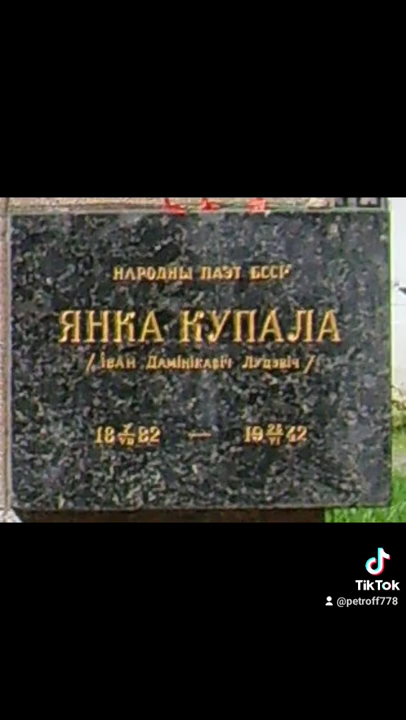 НАРОДНЫ ПАЭТ БССР
ЯНКА КУПАЛА
/ІВАН ДАМІНІКАВІЧ ЛУЦЭВІЧ/
18 7/VII 82 — 19 28/VI 42
TikTok
@petroff778